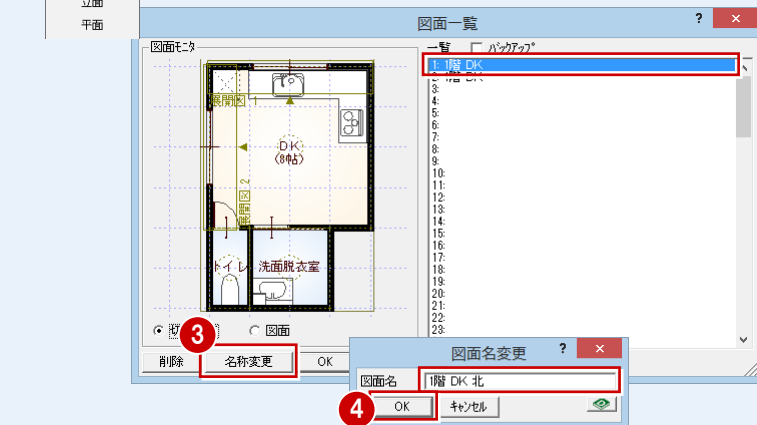 立面
平面
図面一覧
?
×
図面モニタ
一覧
バックアップ
1: 1階 DK
2: 1階 DK
3:
4:
5:
6:
7:
8:
9:
10:
11:
12:
13:
14:
15:
16:
17:
18:
19:
20:
21:
22:
23:
展開図 1
DK
(8帖)
展開図 2
トイレ
洗面脱衣室
3
図面
削除
名称変更
OK
図面名変更
?
×
図面名
1階 DK 北
4
OK
キャンセル